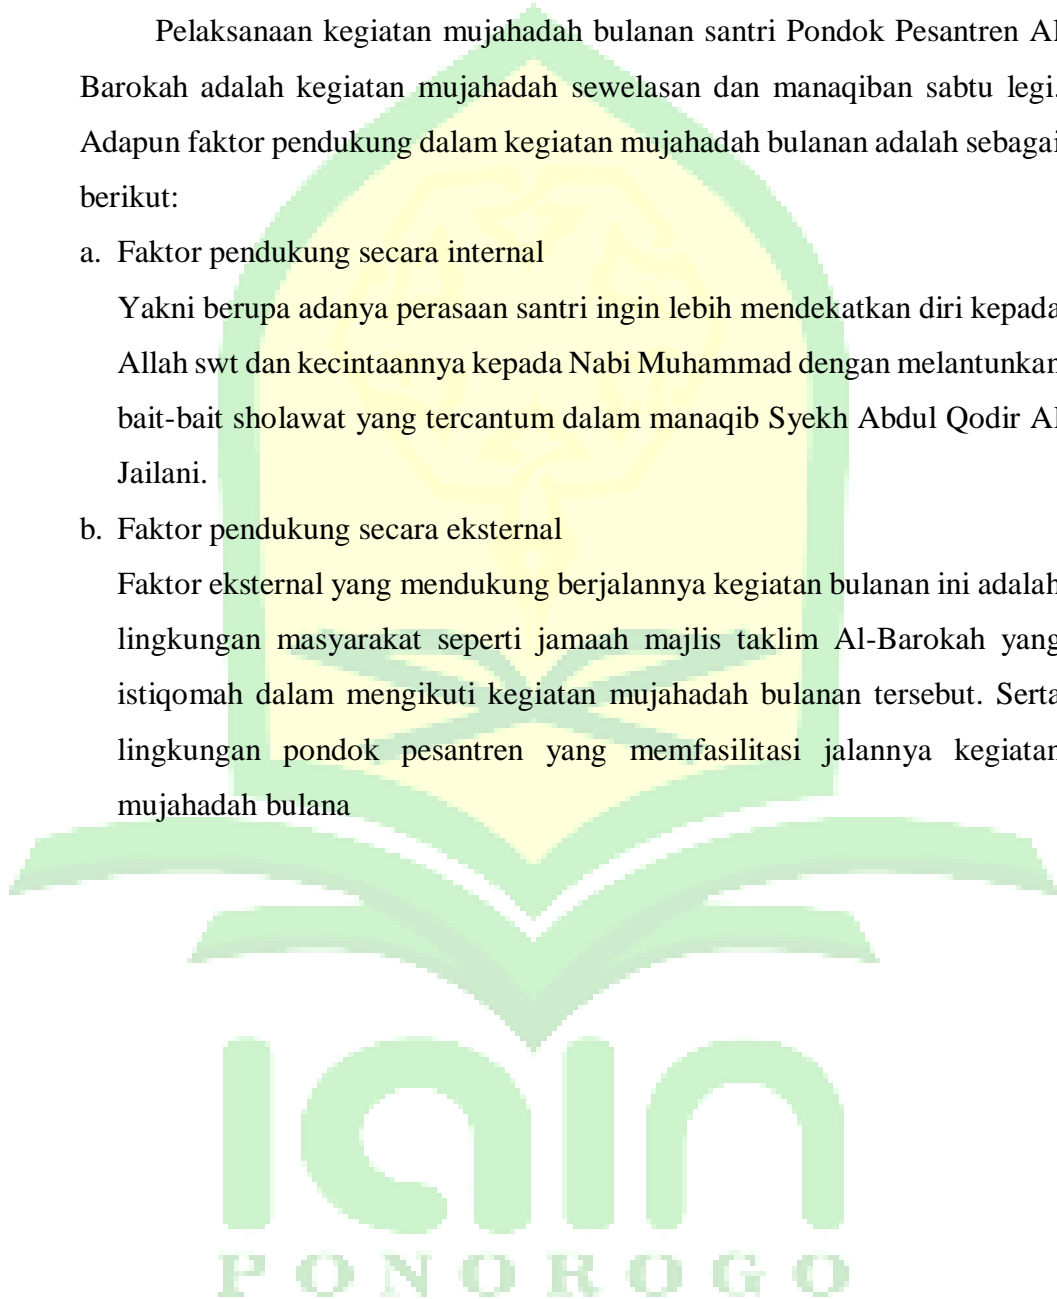 Pelaksanaan kegiatan mujahadah bulanan santri Pondok Pesantren Al
Barokah adalah kegiatan mujahadah sewelasan dan manaqiban sabtu legi.
Adapun faktor pendukung dalam kegiatan mujahadah bulanan adalah sebagai
berikut:
a. Faktor pendukung secara internal
Yakni berupa adanya perasaan santri ingin lebih mendekatkan diri kepada
Allah swt dan kecintaannya kepada Nabi Muhammad dengan melantunkan
bait-bait sholawat yang tercantum dalam manaqib Syekh Abdul Qodir Al
Jailani.
b. Faktor pendukung secara eksternal
Faktor eksternal yang mendukung berjalannya kegiatan bulanan ini adalah
lingkungan masyarakat seperti jamaah majlis taklim Al-Barokah yang
istiqomah dalam mengikuti kegiatan mujahadah bulanan tersebut. Serta
lingkungan pondok pesantren yang memfasilitasi jalannya kegiatan
mujahadah bulana
iain
PONOROGO